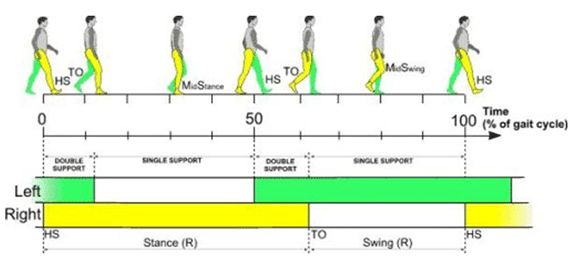 HS
TO
MidStance
HS
TO
MidSwing
HS
Time
(% of gait cycle)
0
50
100
DOUBLE
SUPPORT
SINGLE SUPPORT
DOUBLE
SUPPORT
SINGLE SUPPORT
Left
Right
HS
TO
HS
Stance (R)
Swing (R)